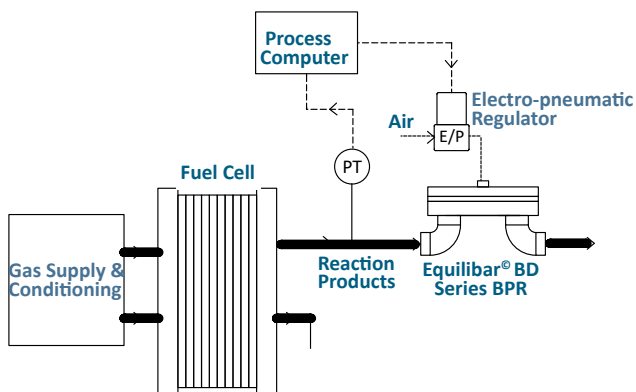 Process
Computer
Electro-pneumatic
Regulator
Air
E/P
PT
Fuel Cell
Gas Supply &
Conditioning
Reaction
Products
Equilibar© BD
Series BPR